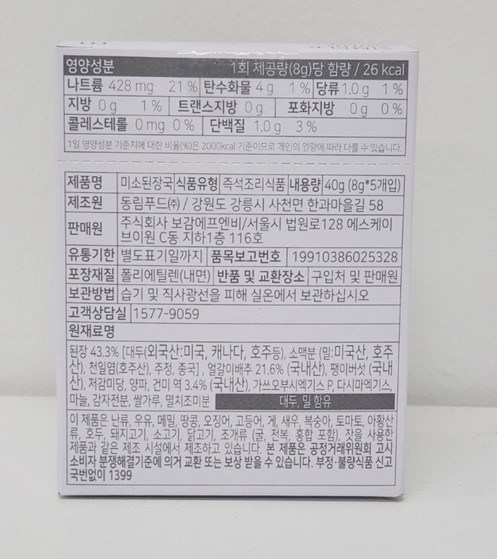 영양성분 1회 제공량(8g)당 함량 / 26 kcal
나트륨 428 mg 21% 탄수화물 4 g 1% 당류 1.0 g 1%
지방 0 g 1% 트랜스지방 0 g 포화지방 0 g 0%
콜레스테롤 0 mg 0% 단백질 1.0 g 3%
1일 영양성분 기준치에 대한 비율(%)은 2000kcal 기준이므로 개인의 열량에 따라 다를 수 있습니다.
제품명 미소된장국 식품유형 즉석조리식품 내용량 40g (8g*5개입)
제조원 동림푸드㈜ / 강원도 강릉시 사천면 한과마을길 58
판매원 주식회사 보감에프엔비/서울시 법원로128 에스케이
브이원 C동 지하1층 116호
유통기한 별도표기일까지 품목보고번호 19910386025328
포장재질 폴리에틸렌(내면) 반품 및 교환장소 구입처 및 판매원
보관방법 습기 및 직사광선을 피해 실온에서 보관하십시오
고객상담실 1577-9059
원재료명
된장 43.3% [대두(외국산:미국, 캐나다, 호주등), 소맥분 (밀:미국산, 호주
산), 천일염(호주산), 주정, 종국], 얼갈이배추 21.6% (국내산), 팽이버섯 (국내
산), 저감미당, 양파, 건미역 3.4% (국내산), 가쓰오부시엑기스 P, 다시마엑기스,
마늘, 감자전분, 쌀가루, 멸치조미분 대두, 밀 함유
이 제품은 난류, 우유, 메밀, 땅콩, 오징어, 고등어, 게, 새우, 복숭아, 토마토, 아황산
류, 호두, 돼지고기, 소고기, 닭고기, 조개류 (굴, 전복, 홍합 포함), 잣을 사용한
제품과 같은 제조 시설에서 제조하고 있습니다. 본 제품은 공정거래위원회 고시
소비자 분쟁해결기준에 의거 교환 또는 보상 받을 수 있습니다. 부정·불량식품 신고
국번없이 1399